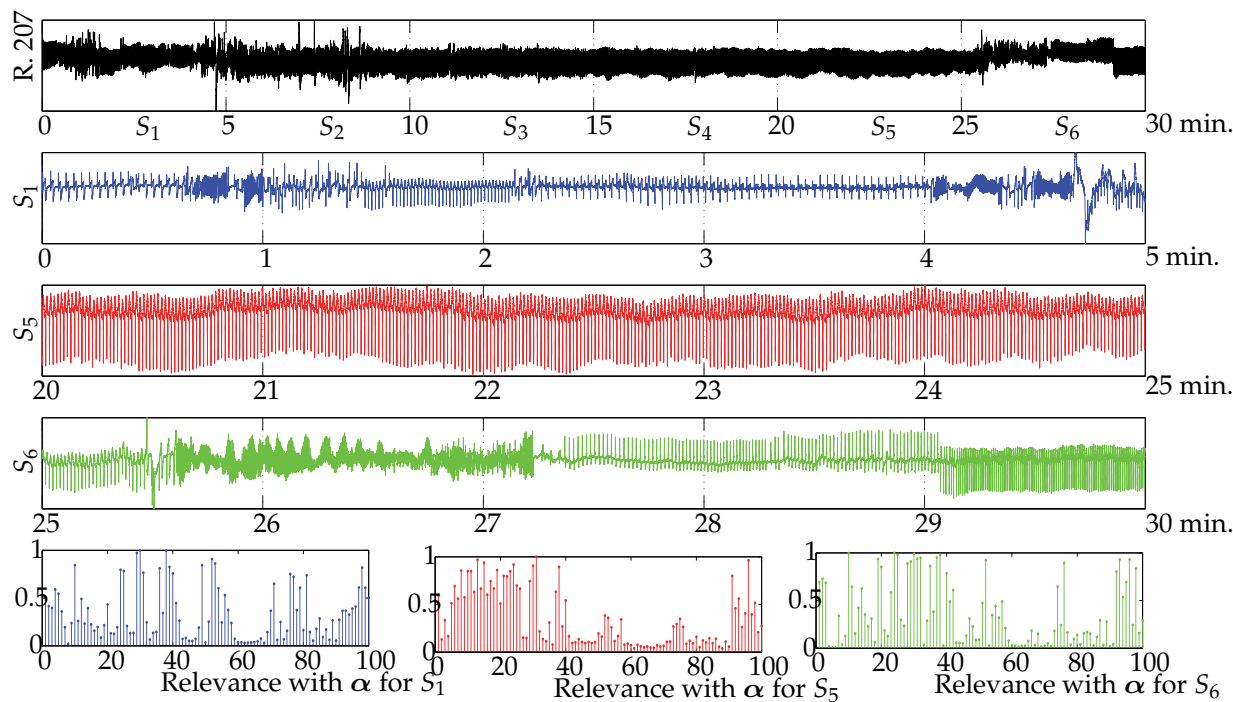 R. 207
0 S₁ 5 S₂ 10 S₃ 15 S₄ 20 S₅ 25 S₆ 30 min.
S₁
0 1 2 3 4 5 min.
S₅
20 21 22 23 24 25 min.
S₆
25 26 27 28 29 30 min.
1
0.5
0
0 20 40 60 80 100
Relevance with α for S₁
1
0.5
0
0 20 40 60 80 100
Relevance with α for S₅
1
0.5
0
0 20 40 60 80 100
Relevance with α for S₆